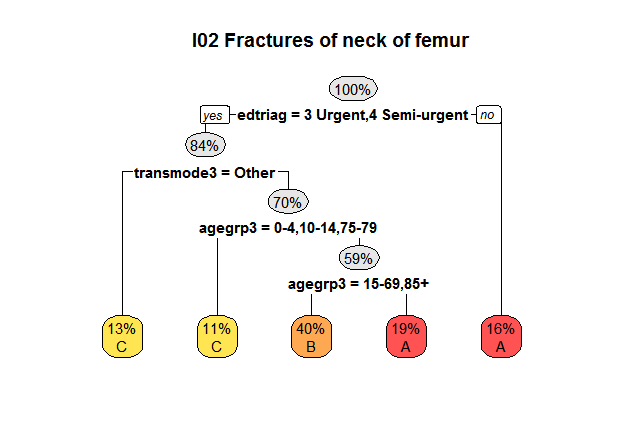 I02 Fractures of neck of femur
100%
yes edtriag = 3 Urgent,4 Semi-urgent no
84%
transmode3 = Other
70%
agegrp3 = 0-4,10-14,75-79
59%
agegrp3 = 15-69,85+
13% 11% 40% 19% 16%
C C B A A